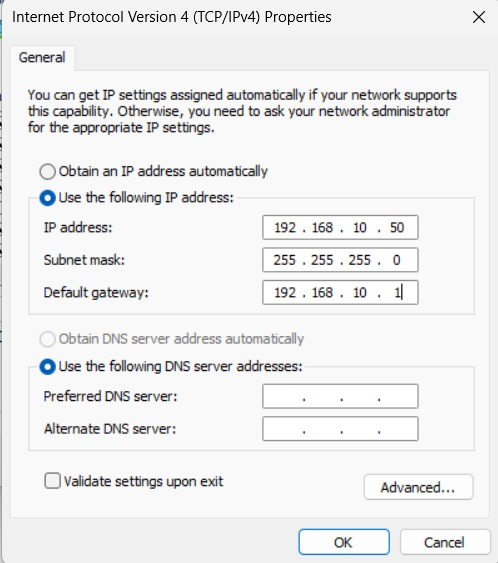 Internet Protocol Version 4 (TCP/IPv4) Properties
General
You can get IP settings assigned automatically if your network supports
this capability. Otherwise, you need to ask your network administrator
for the appropriate IP settings.
Obtain an IP address automatically
Use the following IP address:
IP address: 192 . 168 . 10 . 50
Subnet mask: 255 . 255 . 255 . 0
Default gateway: 192 . 168 . 10 . 1
Obtain DNS server address automatically
Use the following DNS server addresses:
Preferred DNS server: . . .
Alternate DNS server: . . .
Validate settings upon exit
Advanced...
OK Cancel